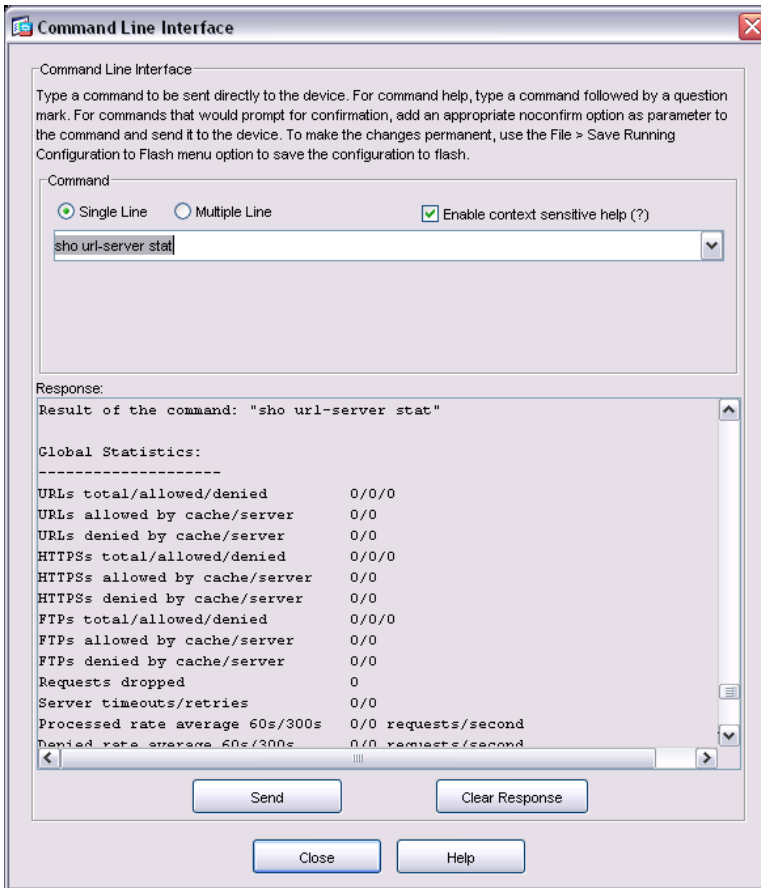 Command Line Interface
Command Line Interface
Type a command to be sent directly to the device. For command help, type a command followed by a question
mark. For commands that would prompt for confirmation, add an appropriate noconfirm option as parameter to
the command and send it to the device. To make the changes permanent, use the File > Save Running
Configuration to Flash menu option to save the configuration to flash.
Command
Single Line Multiple Line Enable context sensitive help (?)
sho url-server stat
Response:
Result of the command: "sho url-server stat"
Global Statistics:
--------------------
URLs total/allowed/denied 0/0/0
URLs allowed by cache/server 0/0
URLs denied by cache/server 0/0
HTTPSs total/allowed/denied 0/0/0
HTTPSs allowed by cache/server 0/0
HTTPSs denied by cache/server 0/0
FTPs total/allowed/denied 0/0/0
FTPs allowed by cache/server 0/0
FTPs denied by cache/server 0/0
Requests dropped 0
Server timeouts/retries 0/0
Processed rate average 60s/300s 0/0 requests/second
Denied rate average 60s/300s 0/0 requests/second
Send Clear Response
Close Help